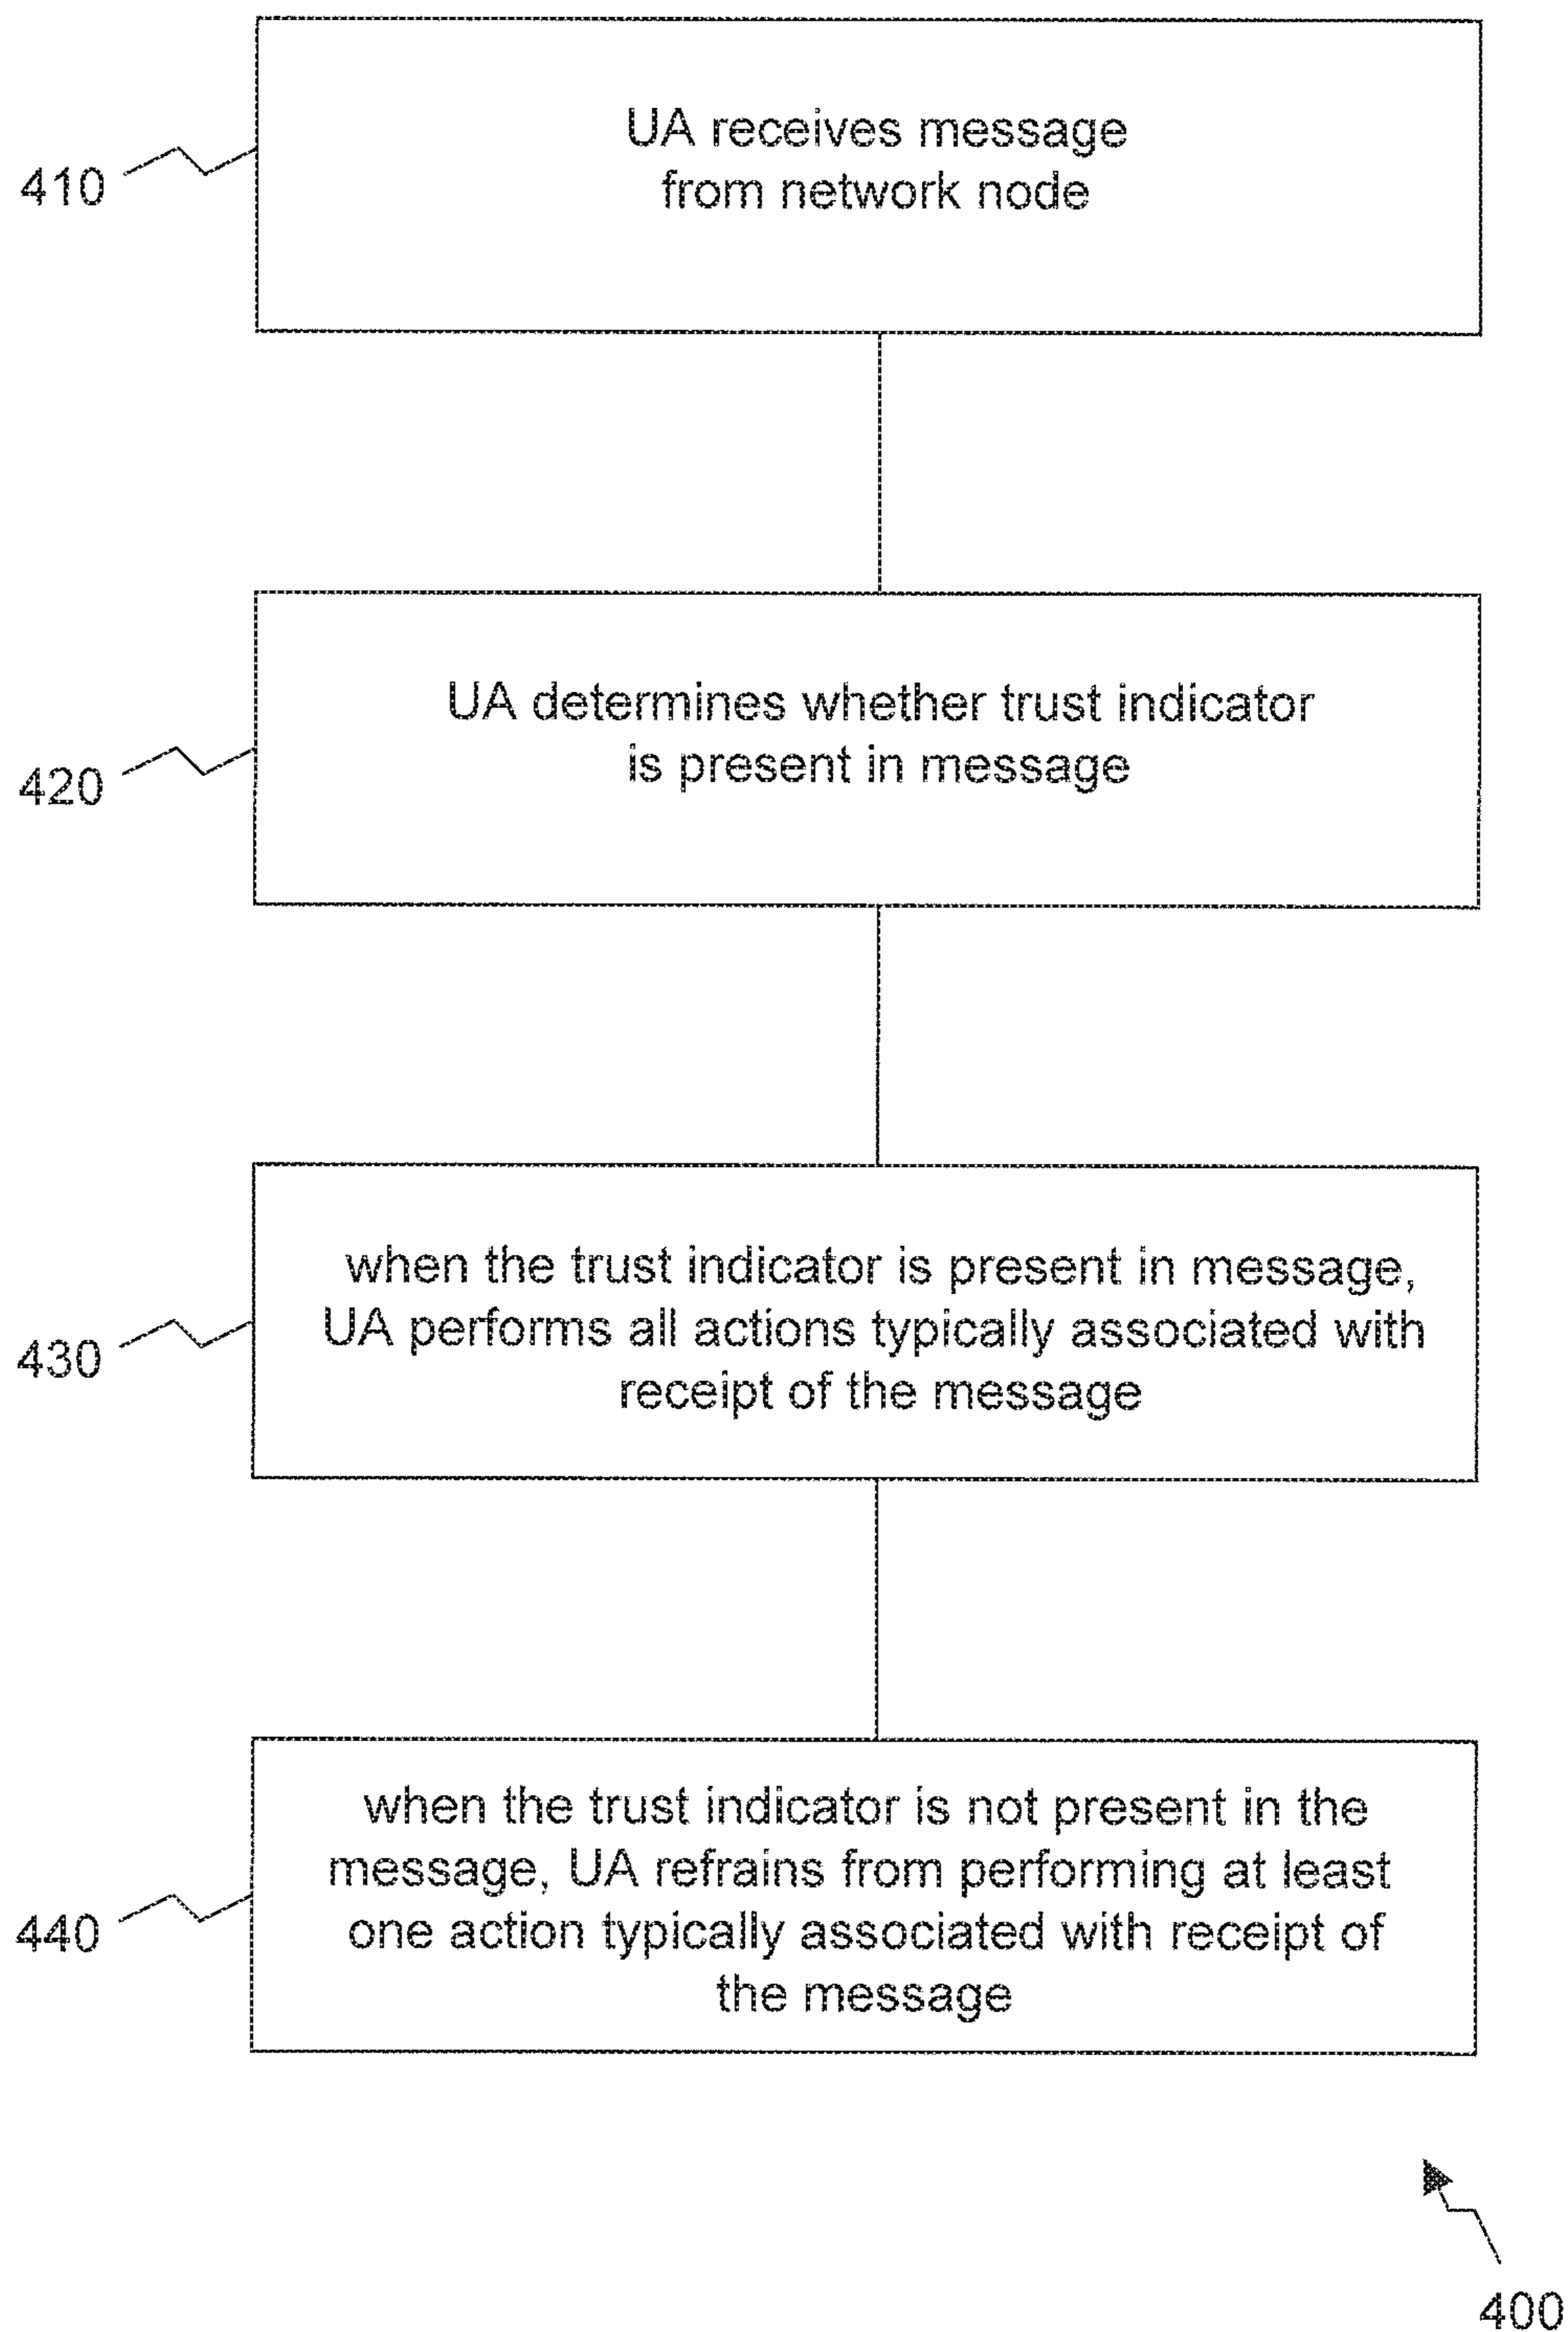 UA receives message
from network node
410
UA determines whether trust indicator
is present in message
420
when the trust indicator is present in message,
UA performs all actions typically associated with
receipt of the message
430
when the trust indicator is not present in the
message, UA refrains from performing at least
one action typically associated with receipt of
the message
440
400